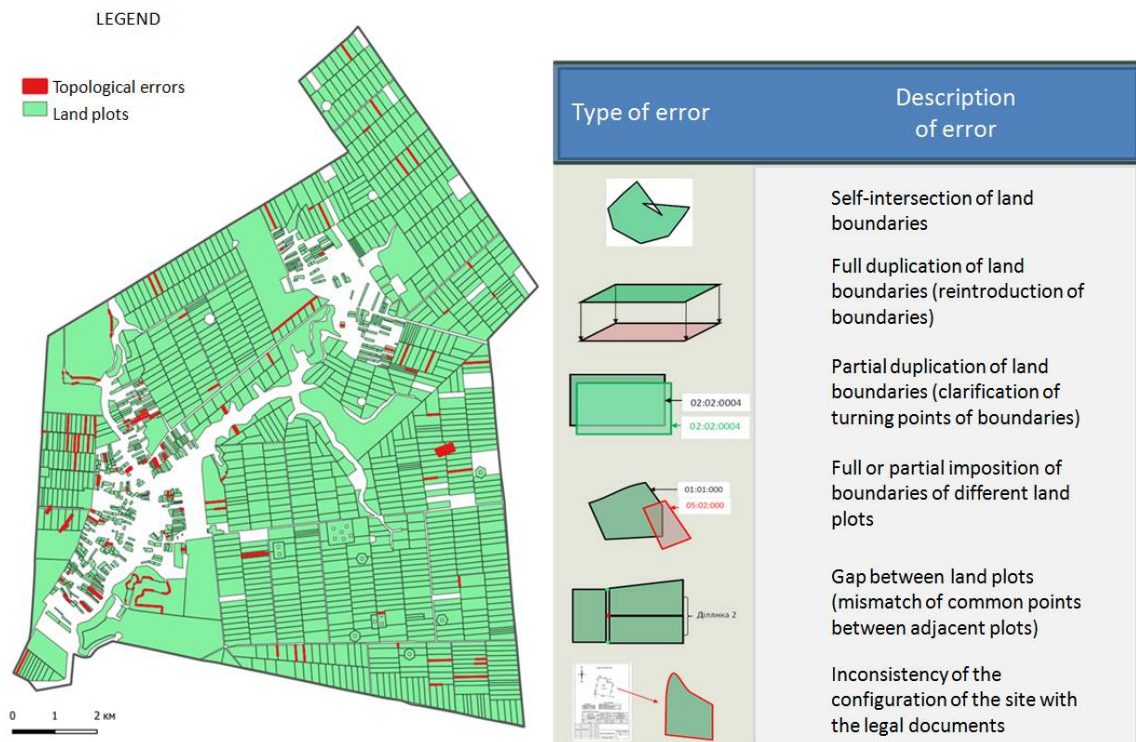 LEGEND
Topological errors
Land plots
0 1 2 км
Type of error
Description
of error
Self-intersection of land
boundaries
Full duplication of land
boundaries (reintroduction of
boundaries)
02:02:0004
02:02:0004
Partial duplication of land
boundaries (clarification of
turning points of boundaries)
01:01:000
05:02:000
Full or partial imposition of
boundaries of different land
plots
Ділянка 2
Gap between land plots
(mismatch of common points
between adjacent plots)
Inconsistency of the
configuration of the site with
the legal documents